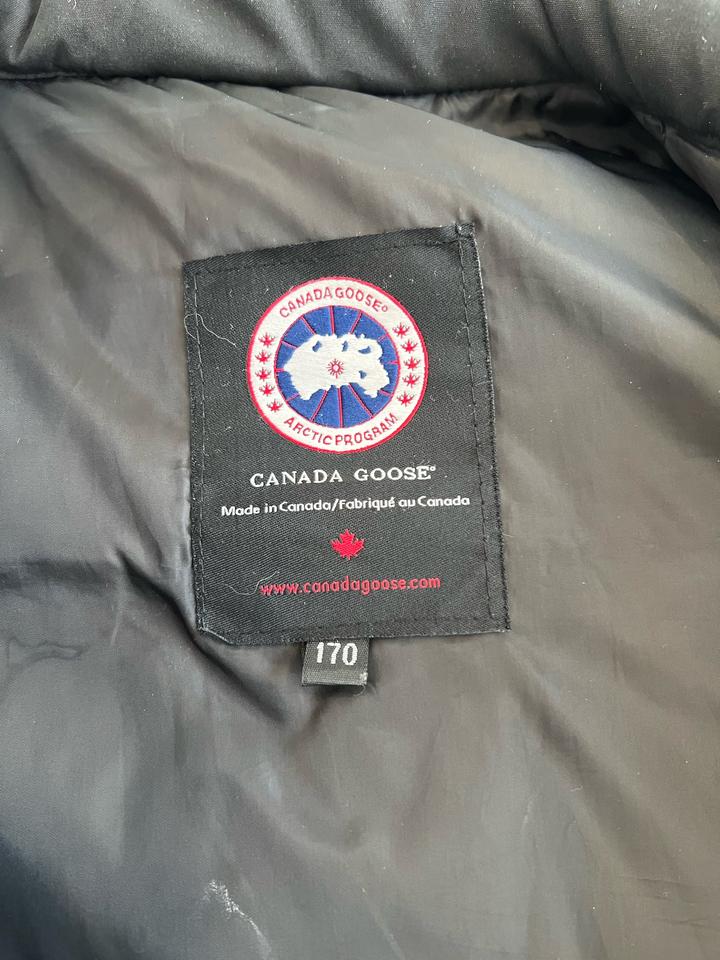 CANADA GOOSE®
ARCTIC PROGRAM
CANADA GOOSE®
Made in Canada/Fabriqué au Canada
www.canadagoose.com
170